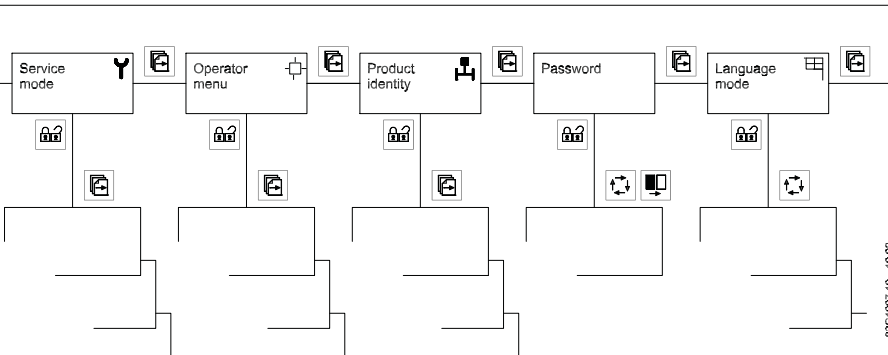 Service
mode
Operator
menu
Product
identity
Password
Language
mode